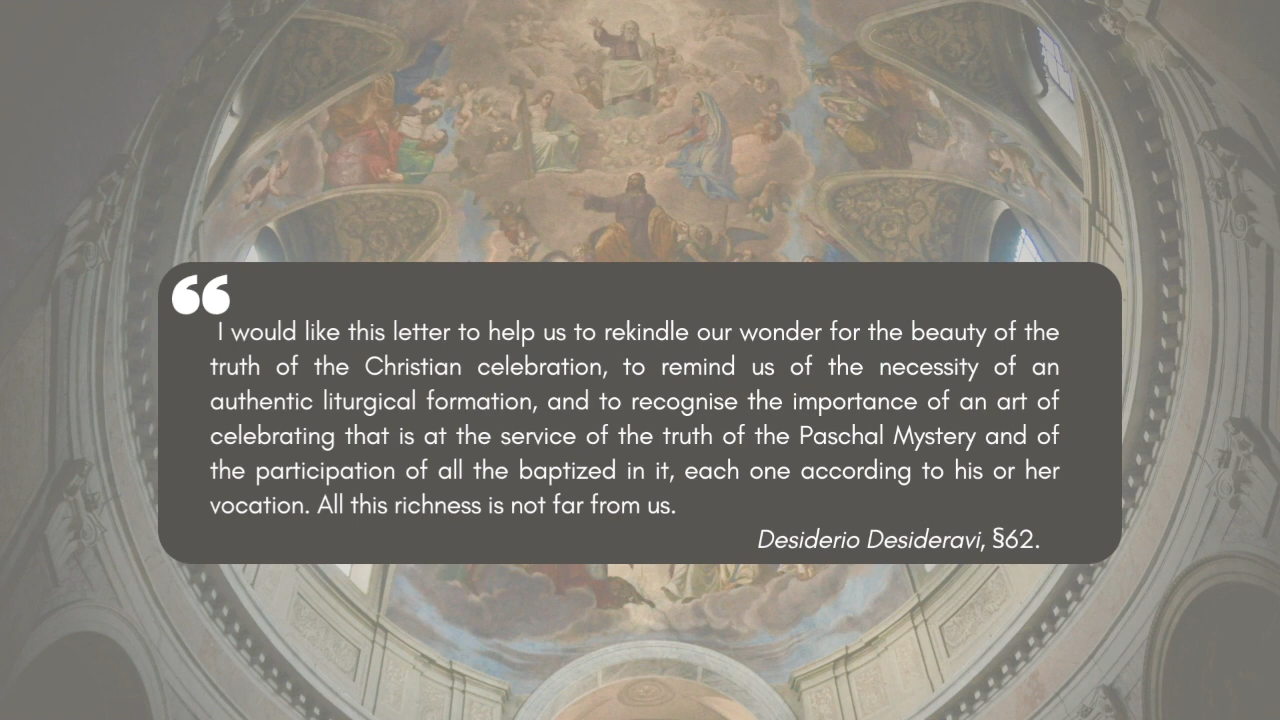 “
I would like this letter to help us to rekindle our wonder for the beauty of the
truth of the Christian celebration, to remind us of the necessity of an
authentic liturgical formation, and to recognise the importance of an art of
celebrating that is at the service of the truth of the Paschal Mystery and of
the participation of all the baptized in it, each one according to his or her
vocation. All this richness is not far from us.
Desiderio Desideravi, §62.